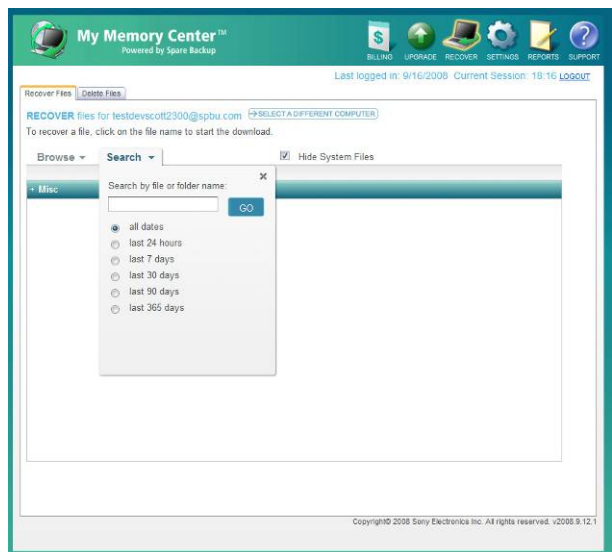 My Memory Center™
Powered by Spare Backup
BILLING UPGRADE RECOVER SETTINGS REPORTS SUPPORT
Last logged in: 9/16/2008 Current Session: 18:16 LOGOUT
Recover Files Delete Files
RECOVER files for testdevscott2300@spbu.com SELECT A DIFFERENT COMPUTER
To recover a file, click on the file name to start the download.
Browse Search Hide System Files
+ Misc
Search by file or folder name:
GO
all dates
last 24 hours
last 7 days
last 30 days
last 90 days
last 365 days
Copyright© 2008 Sony Electronics Inc. All rights reserved, v2008.9.12.1